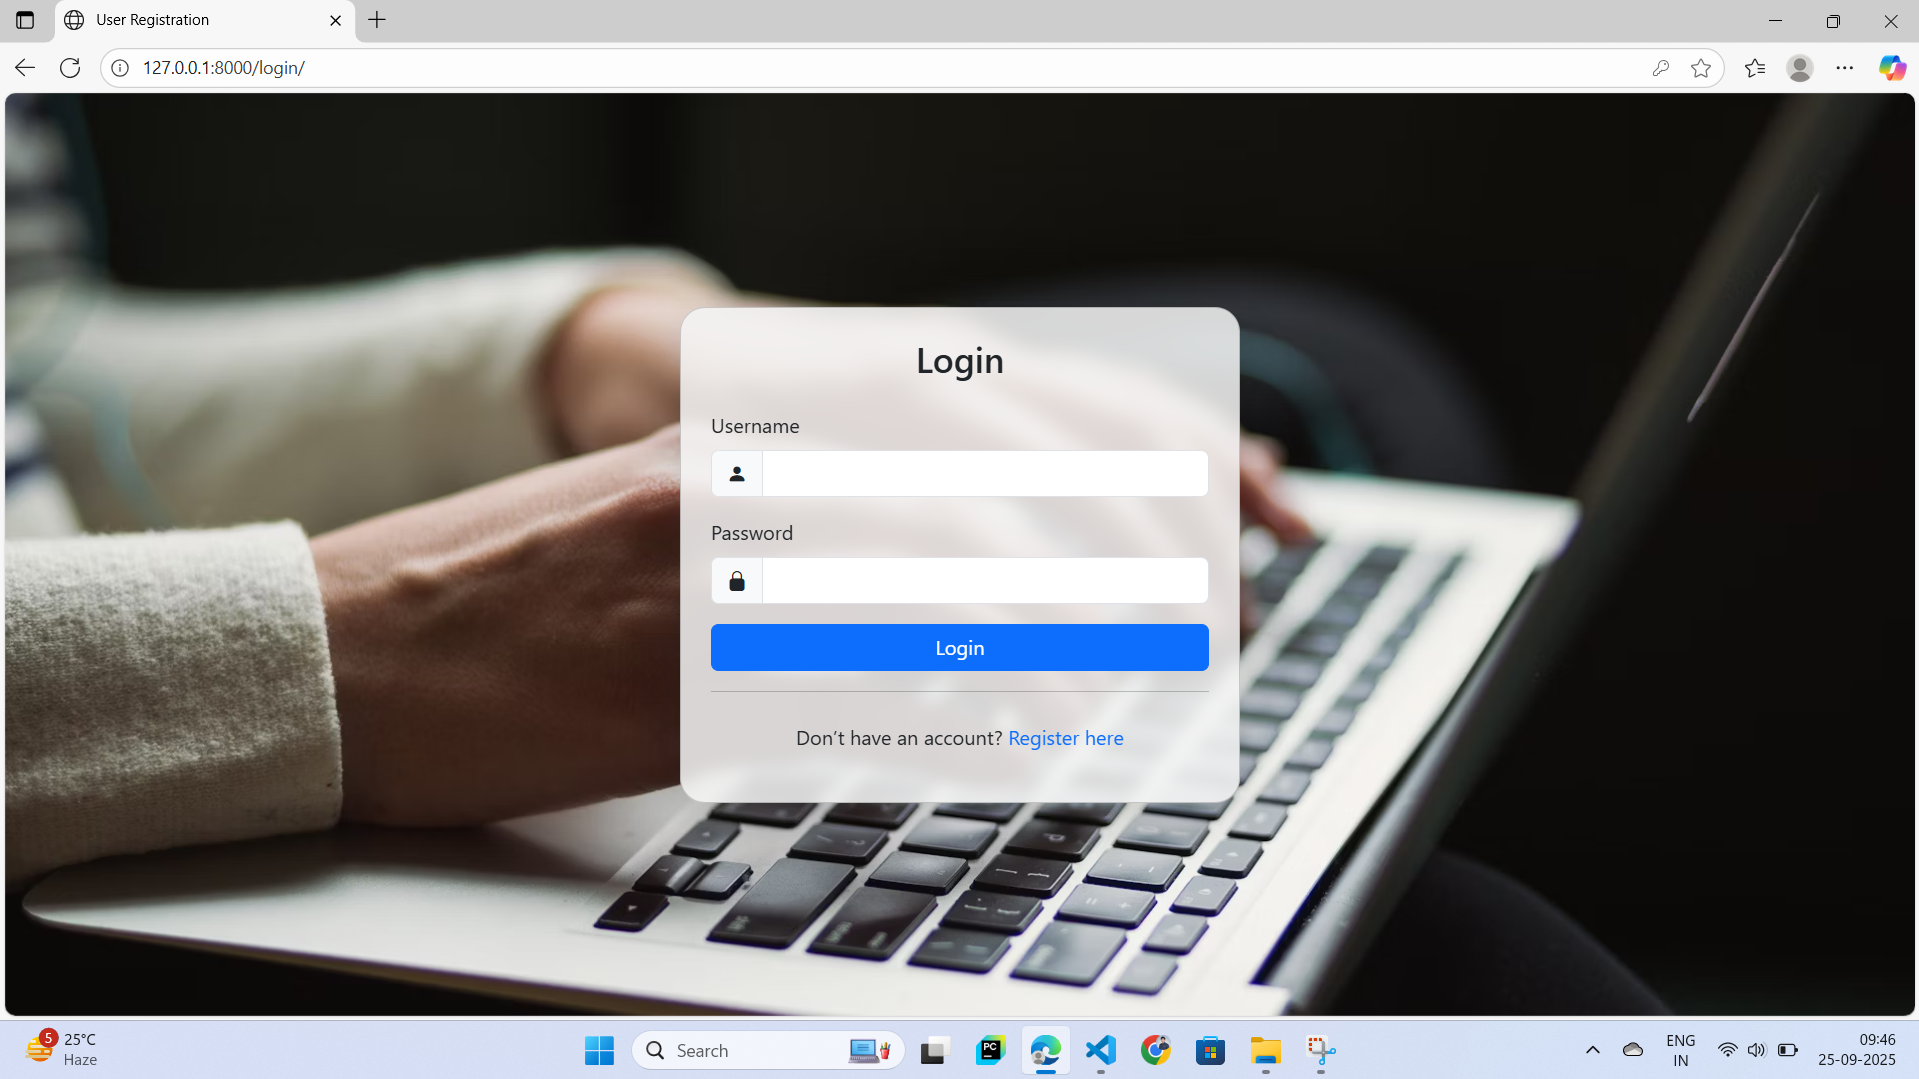 User Registration
127.0.0.1:8000/login/
Login
Username
Password
Login
Don't have an account? Register here
5
25°C
Haze
Search
PC
ENG
IN
09:46
25-09-2025